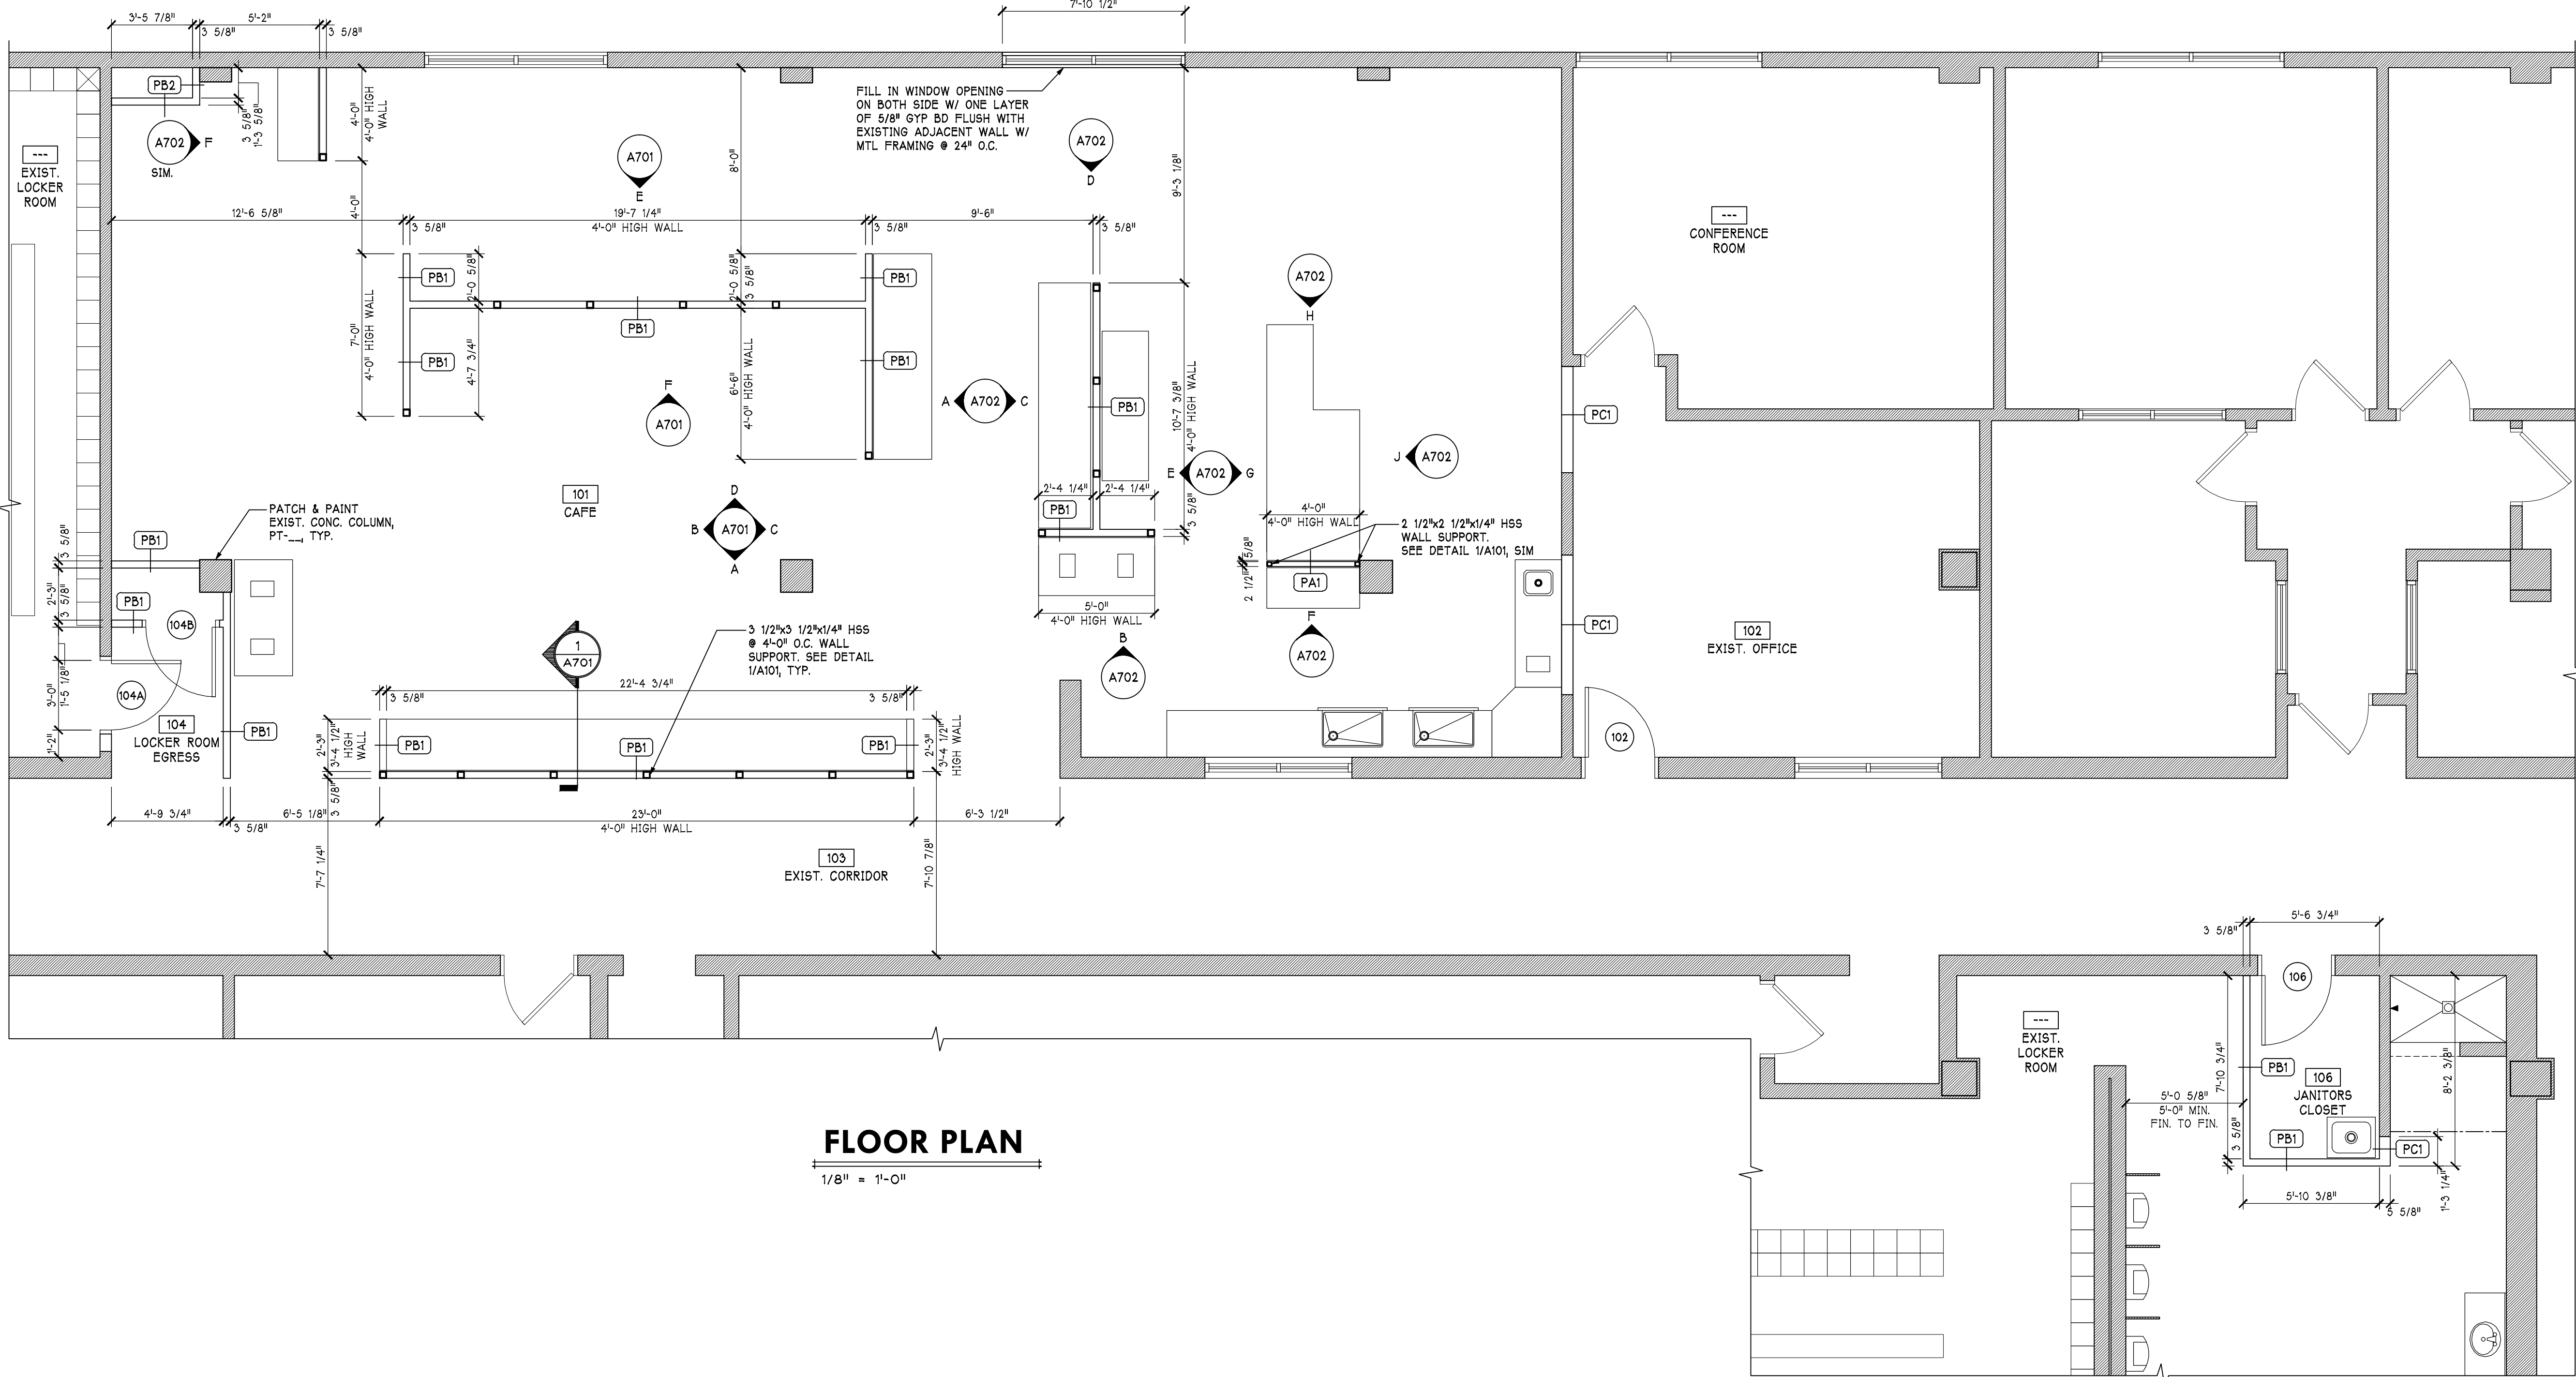 3'-5 7/8"
3 5/8"
5'-2"
3 5/8"
7'-10 1/2"
PB2
A702
F
SIM.
3 5/8"
1'-3 5/8"
4'-0"
4'-0" HIGH
WALL
4'-0"
---
EXIST.
LOCKER
ROOM
A701
E
8'-0"
FILL IN WINDOW OPENING
ON BOTH SIDE W/ ONE LAYER
OF 5/8" GYP BD FLUSH WITH
EXISTING ADJACENT WALL W/
MTL FRAMING @ 24" O.C.
A702
D
9'-3 1/8"
12'-6 5/8"
3 5/8"
19'-7 1/4"
4'-0" HIGH WALL
3 5/8"
9'-6"
3 5/8"
---
CONFERENCE
ROOM
PB1
2'-0 5/8"
2'-0 5/8"
3 5/8"
PB1
A702
H
7'-0"
4'-0" HIGH WALL
PB1
PB1
4'-7 3/4"
6'-6"
4'-0" HIGH WALL
PB1
F
A701
A
A702
C
PB1
10'-7 3/8"
4'-0" HIGH WALL
PC1
J
A702
E
A702
G
101
CAFE
D
B
A701
C
A
2'-4 1/4"
2'-4 1/4"
PB1
3 5/8"
4'-0"
4'-0" HIGH WALL
2 1/2"x2 1/2"x1/4" HSS
WALL SUPPORT.
SEE DETAIL 1/A101, SIM
PATCH & PAINT
EXIST. CONC. COLUMN,
PT-__, TYP.
PB1
3 5/8"
2'-3"
3 5/8"
PB1
104B
5/8"
2 1/2"
PA1
5'-0"
4'-0" HIGH WALL
F
A702
B
A702
PC1
102
EXIST. OFFICE
1
A701
3 1/2"x3 1/2"x1/4" HSS
@ 4'-0" O.C. WALL
SUPPORT. SEE DETAIL
1/A101, TYP.
3'-0"
1'-5 1/8"
104A
1'-2"
104
LOCKER ROOM
EGRESS
PB1
3 5/8"
22'-4 3/4"
3 5/8"
2'-3"
3'-4 1/2"
HIGH
WALL
PB1
PB1
PB1
2'-3"
3'-4 1/2"
HIGH WALL
102
4'-9 3/4"
3 5/8"
6'-5 1/8"
3 5/8"
23'-0"
4'-0" HIGH WALL
6'-3 1/2"
7'-7 1/4"
103
EXIST. CORRIDOR
7'-10 7/8"
5'-6 3/4"
3 5/8"
106
---
EXIST.
LOCKER
ROOM
7'-10 3/4"
PB1
106
JANITORS
CLOSET
8'-2 3/8"
5'-0 5/8"
5'-0" MIN.
FIN. TO FIN.
3 5/8"
PB1
PC1
5'-10 3/8"
5 5/8"
1'-3 1/4"
FLOOR PLAN
1/8" = 1'-0"